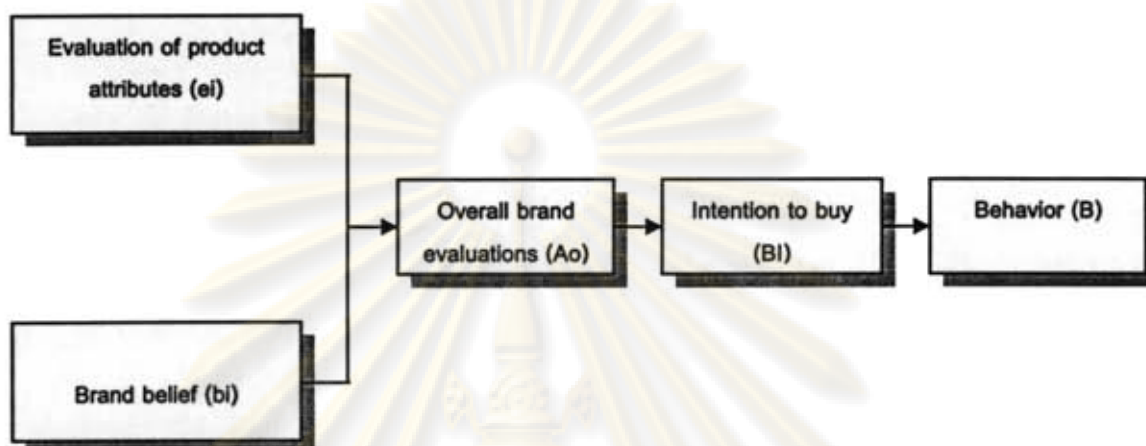 Evaluation of product
attributes (ei)
Overall brand
evaluations (Ao)
Intention to buy
(BI)
Behavior (B)
Brand belief (bi)